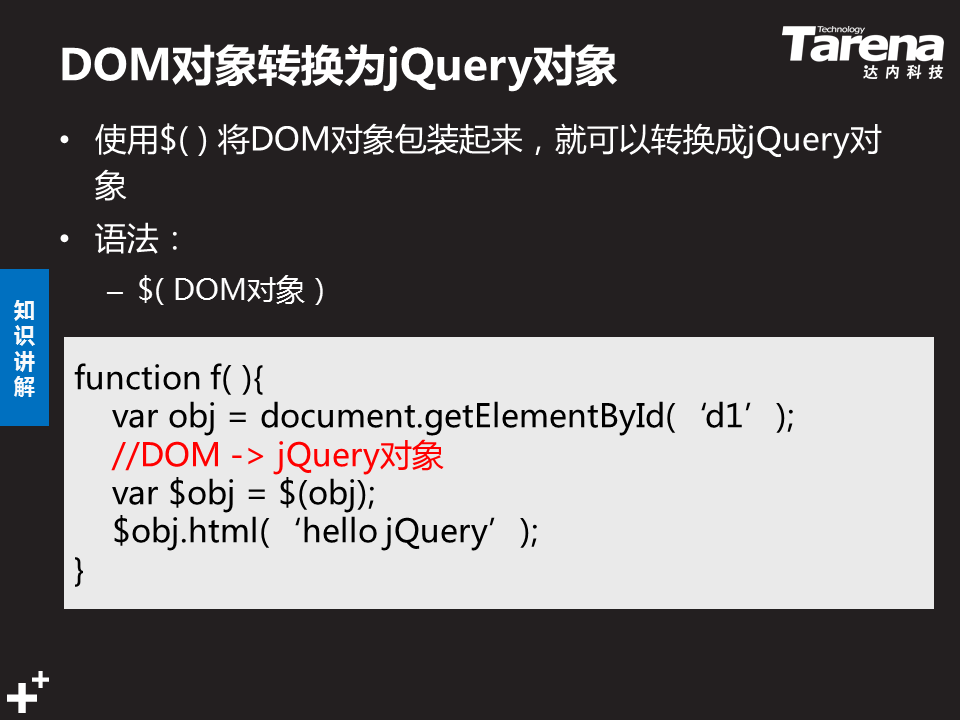 DOM对象转换为jQuery对象
Technology
Tarena
达内科技
• 使用$( ) 将DOM对象包装起来，就可以转换成jQuery对
象
• 语法：
– $( DOM对象 )
知
识
讲
解
function f( ){
var obj = document.getElementById(‘d1’);
//DOM -> jQuery对象
var $obj = $(obj);
$obj.html(‘hello jQuery’);
}